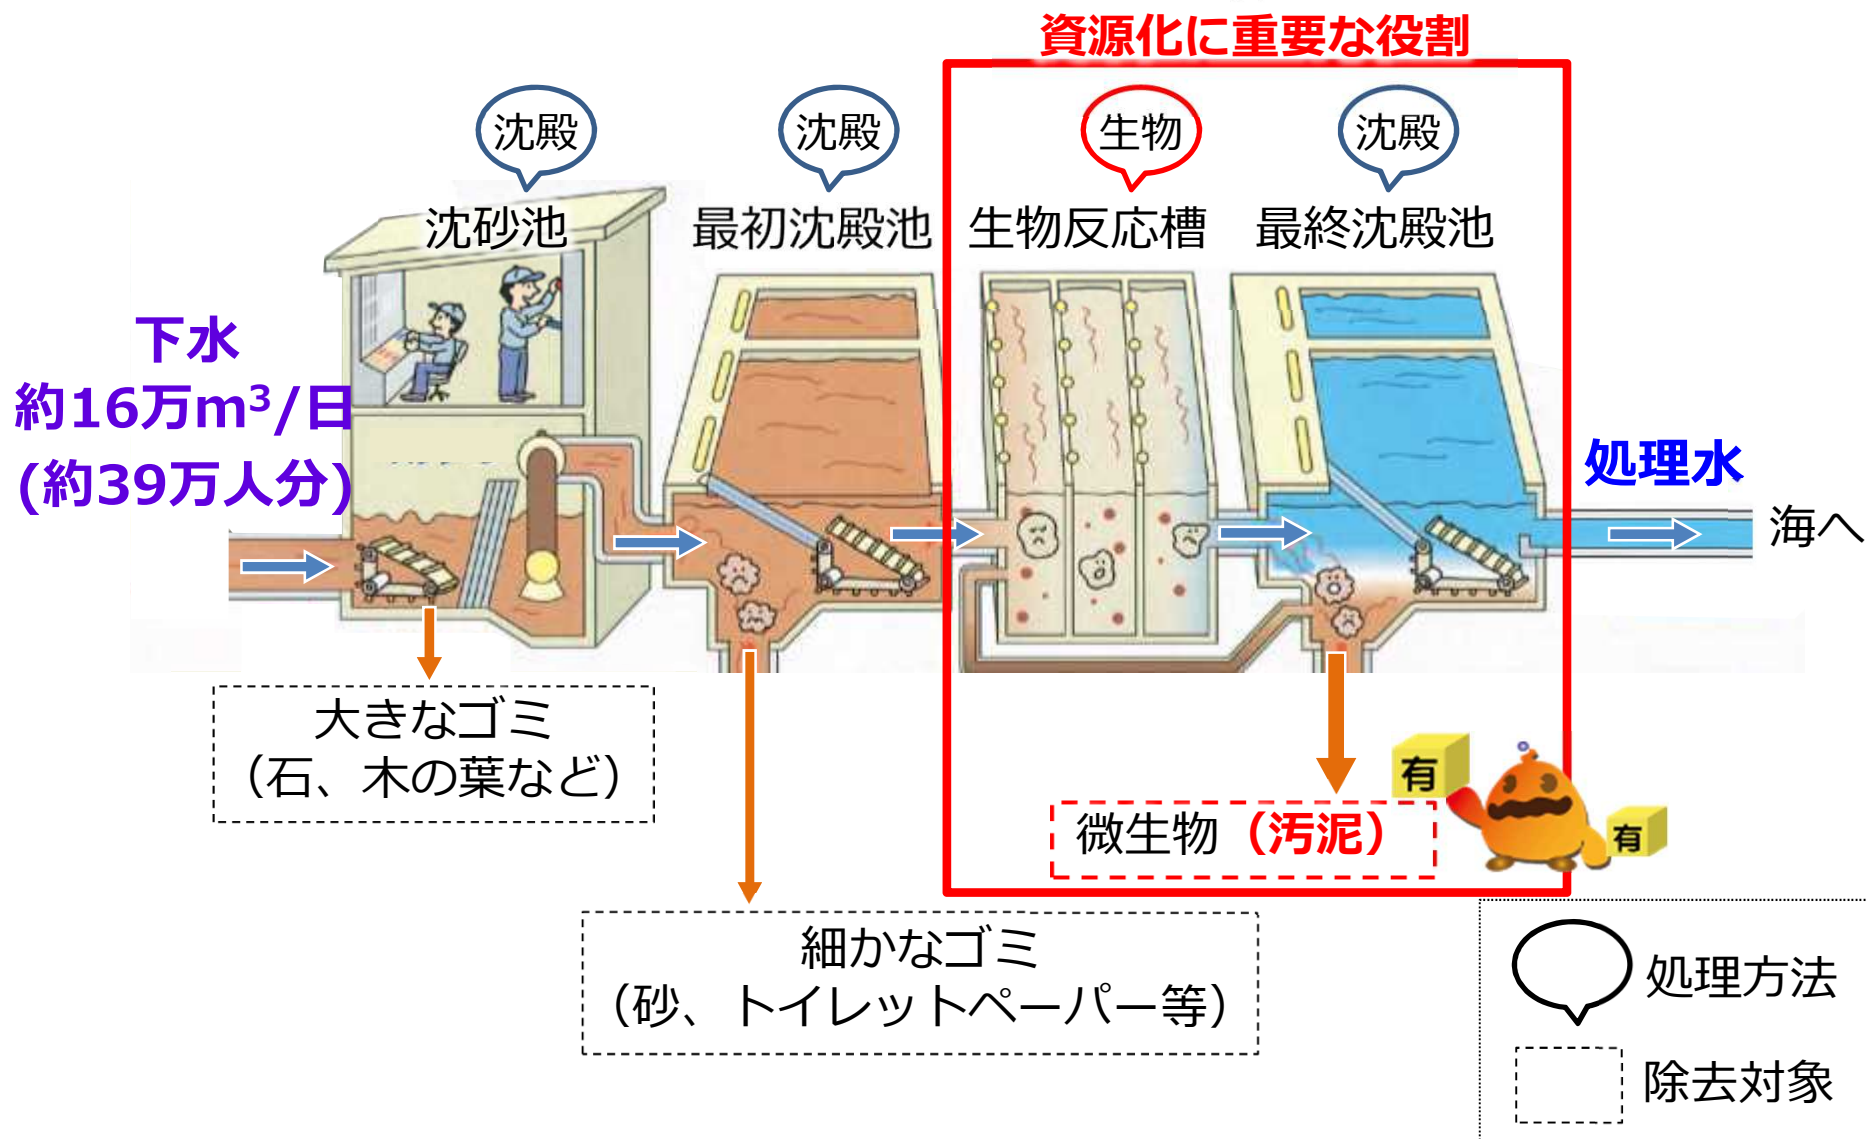 資源化に重要な役割
沈殿
沈殿
生物
沈殿
沈砂池
最初沈殿池
生物反応槽
最終沈殿池
下水
約16万m³/日
(約39万人分)
処理水
海へ
大きなゴミ
（石、木の葉など）
有
有
微生物（汚泥）
細かなゴミ
（砂、トイレットペーパー等）
処理方法
除去対象